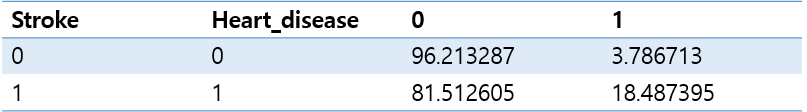 Stroke Heart_disease 0 1
0 0 96.213287 3.786713
1 1 81.512605 18.487395